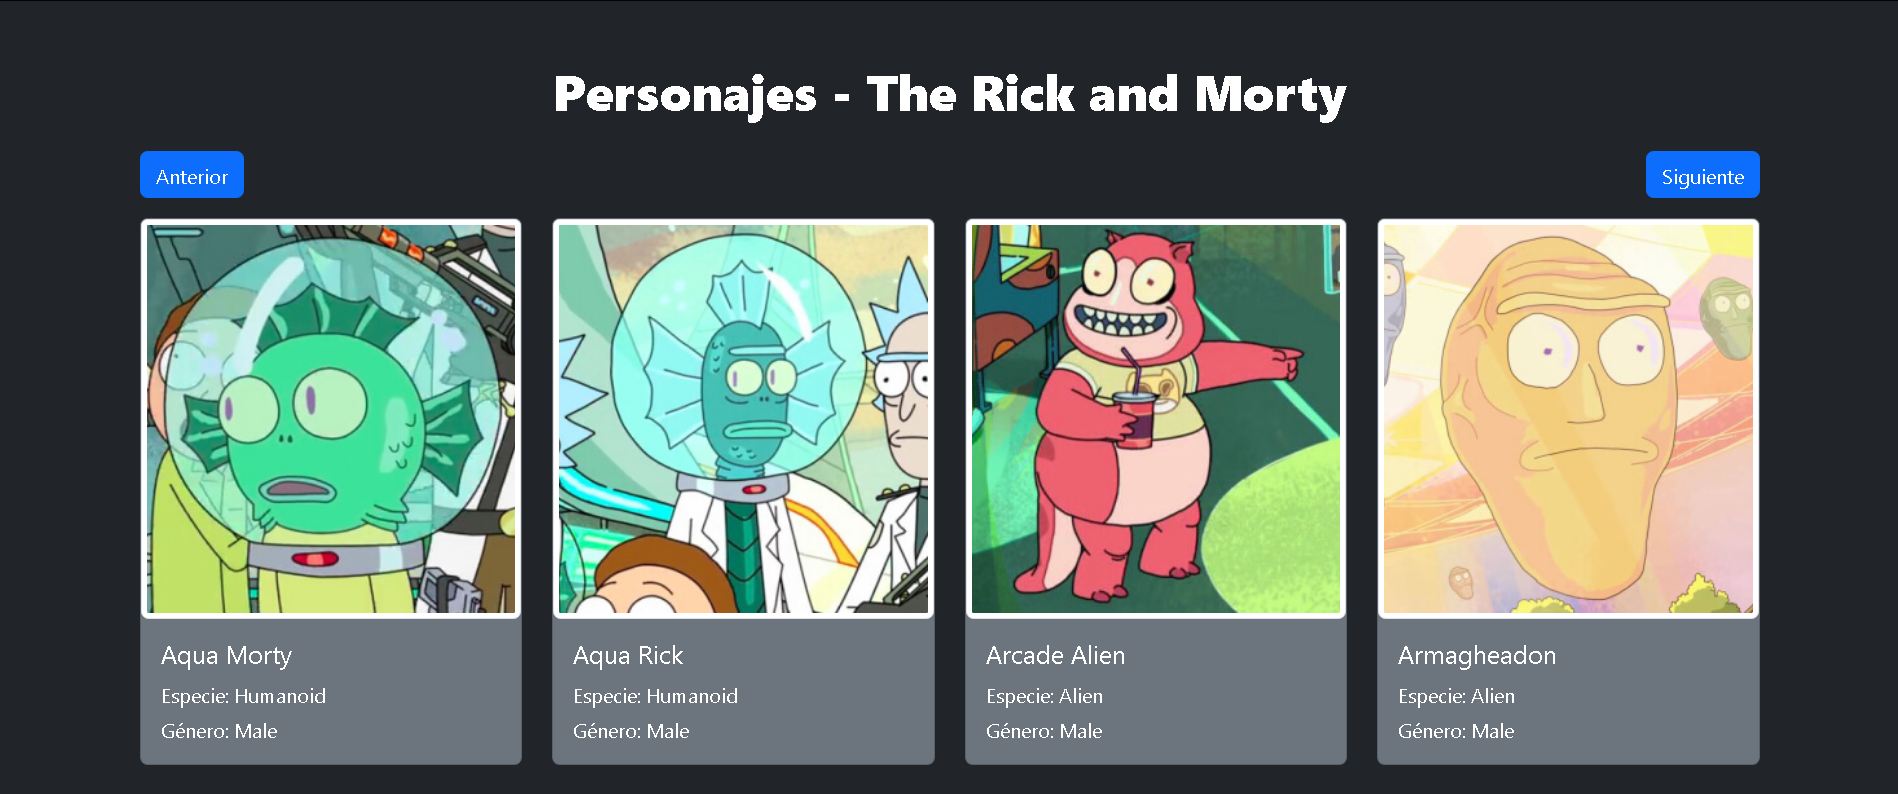 Personajes - The Rick and Morty
Anterior
Siguiente
Aqua Morty
Especie: Humanoid
Género: Male
Aqua Rick
Especie: Humanoid
Género: Male
Arcade Alien
Especie: Alien
Género: Male
Armagheadon
Especie: Alien
Género: Male